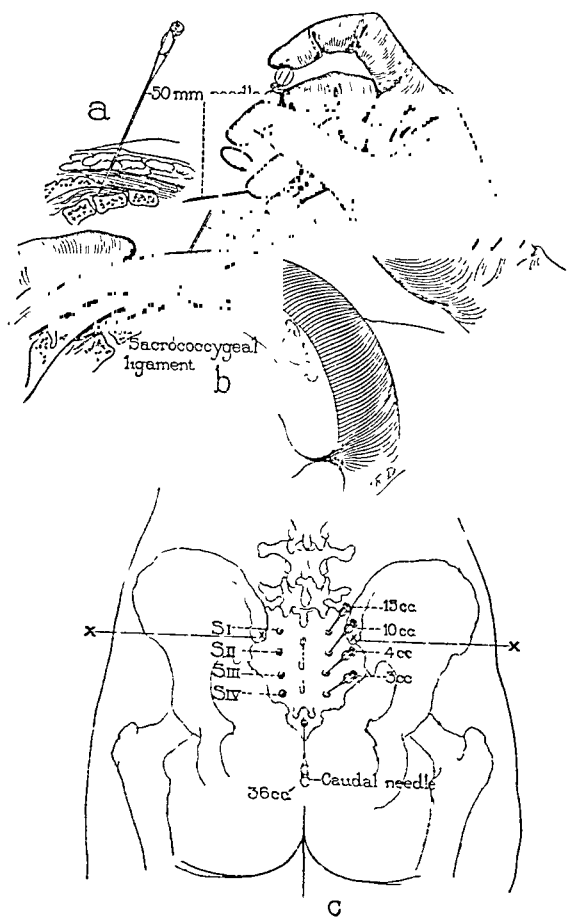 a
50 mm needle
Sacrococcygeal
ligament
b
x
SI
SII
SIII
SIV
15cc
10cc
4cc
3cc
x
36cc
Caudal needle
c